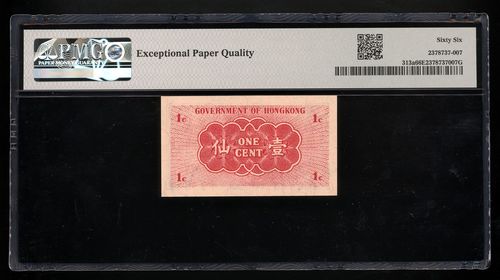 PMG
PAPER MONEY GUARANTY
Exceptional Paper Quality
Sixty Six
2378737-007
313a66E2378737007G
GOVERNMENT OF HONGKONG
1c 1c
仙 ONE CENT 壹
1c 1c